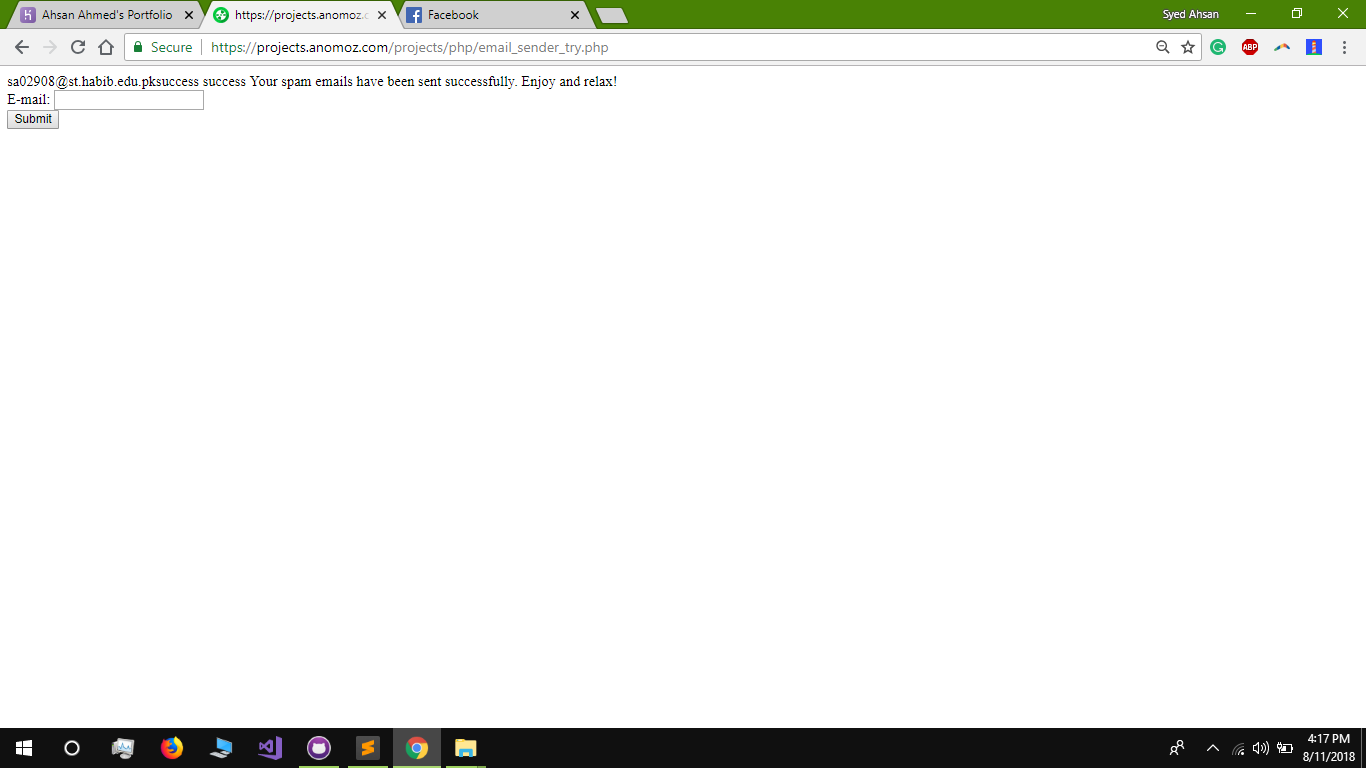 Ahsan Ahmed's Portfolio
https://projects.anomoz.c
Facebook
Syed Ahsan
Secure
https://projects.anomoz.com/projects/php/email_sender_try.php
ABP
sa02908@st.habib.edu.pksuccess success Your spam emails have been sent successfully. Enjoy and relax!
E-mail:
Submit
4:17 PM
8/11/2018